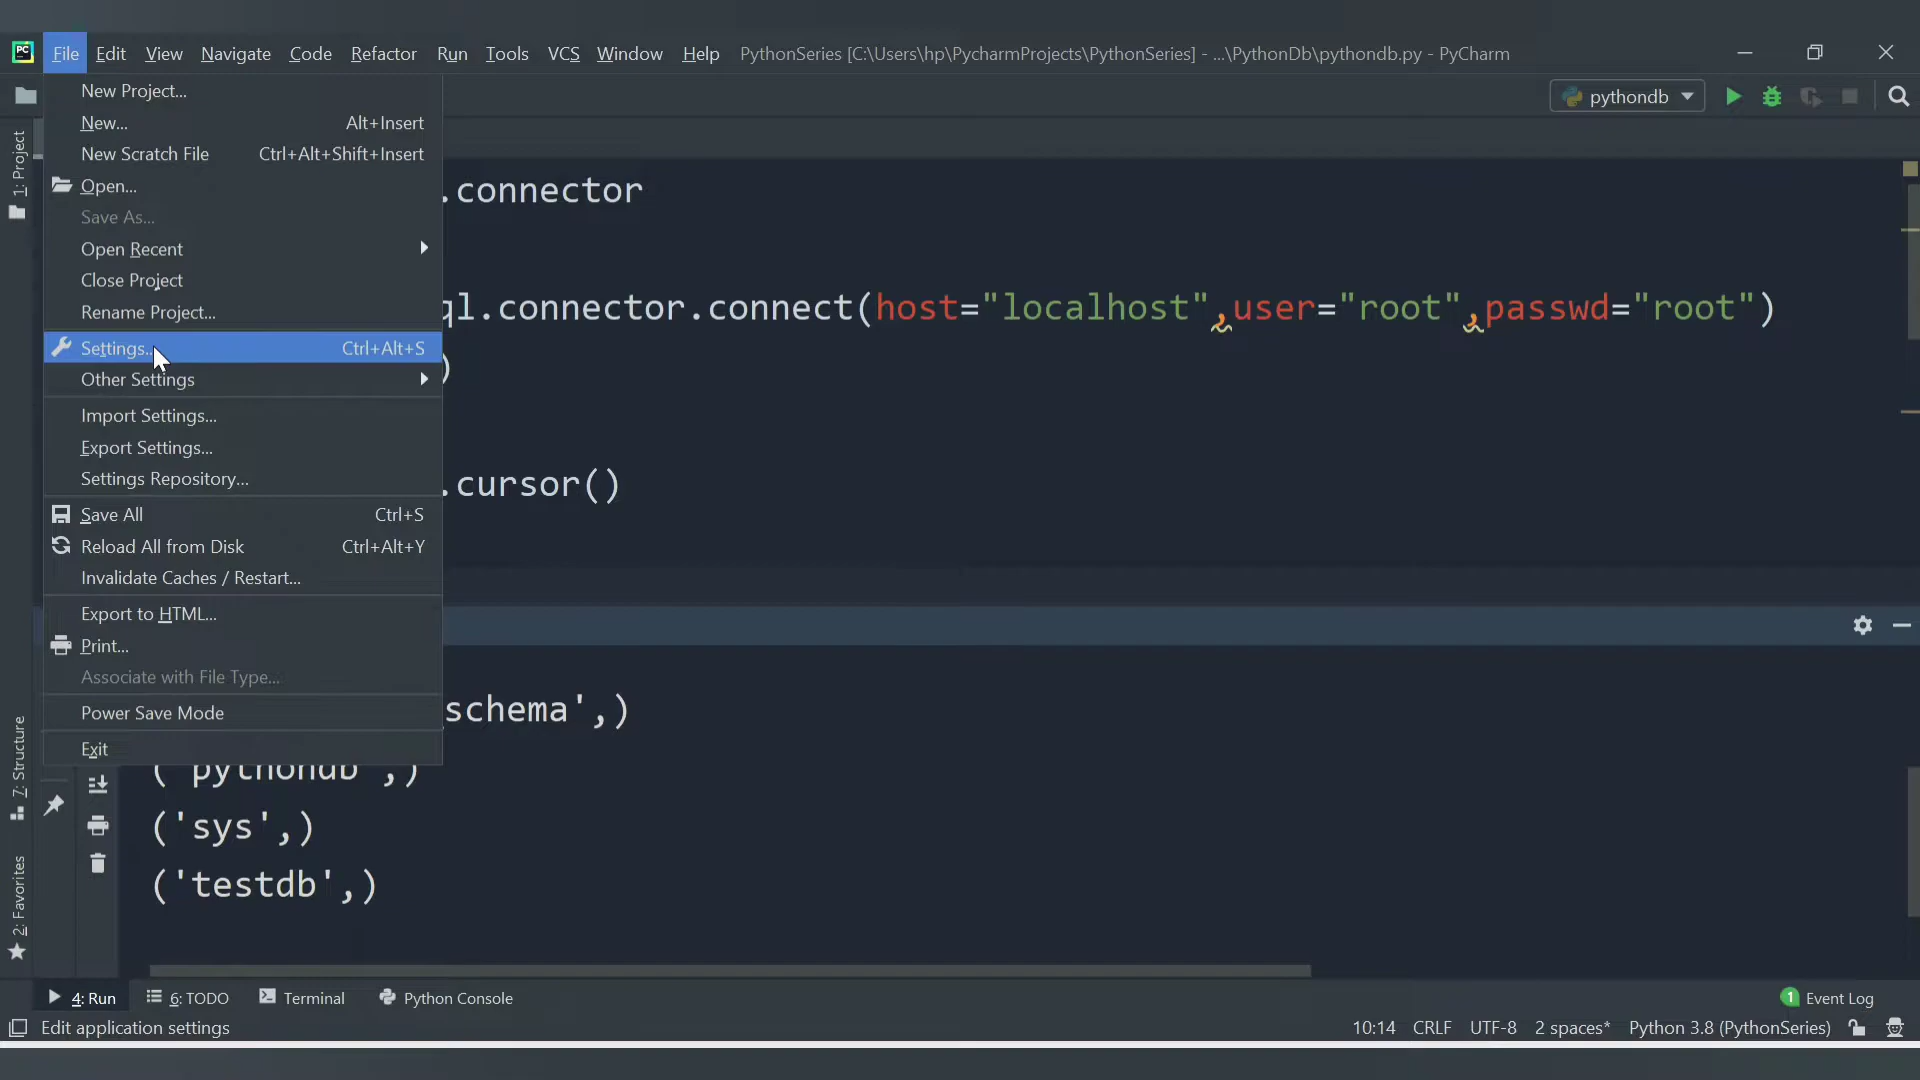 PC File Edit View Navigate Code Refactor Run Tools VCS Window Help PythonSeries [C:\Users\hp\PycharmProjects\PythonSeries] - ...\PythonDb\pythondb.py - PyCharm
pythondb
New Project...
New... Alt+Insert
New Scratch File Ctrl+Alt+Shift+Insert
Open...
Save As...
Open Recent
Close Project
Rename Project...
Settings... Ctrl+Alt+S
Other Settings
Import Settings...
Export Settings...
Settings Repository...
Save All Ctrl+S
Reload All from Disk Ctrl+Alt+Y
Invalidate Caches / Restart...
Export to HTML...
Print...
Associate with File Type...
Power Save Mode
Exit
1: Project
7: Structure
2: Favorites
.connector
ql.connector.connect(host="localhost",user="root",passwd="root")
)
.cursor()
schema',)
('pythondb',)
('sys',)
('testdb',)
4: Run 6: TODO Terminal Python Console 1 Event Log
Edit application settings 10:14 CRLF UTF-8 2 spaces* Python 3.8 (PythonSeries)